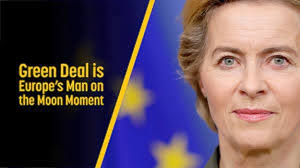 Green Deal is
Europe's Man on
the Moon Moment